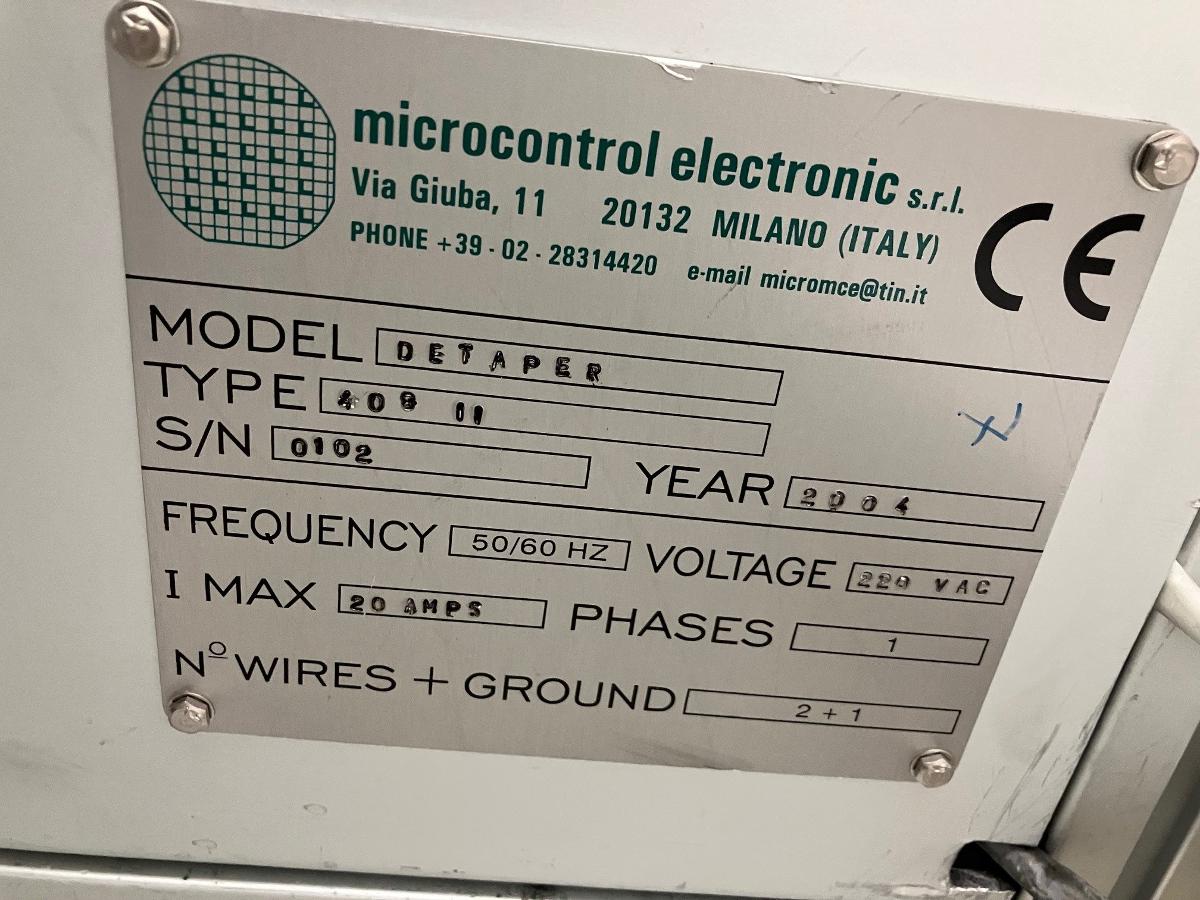 microcontrol electronic s.r.l.
Via Giuba, 11 20132 MILANO (ITALY)
PHONE +39 - 02 - 28314420 e-mail micromce@tin.it
CE
MODEL DETAPER
TYPE 408 II
S/N 0102 YEAR 2004
FREQUENCY 50/60 HZ VOLTAGE 220 VAC
I MAX 20 AMPS PHASES 1
Nº WIRES + GROUND 2 + 1